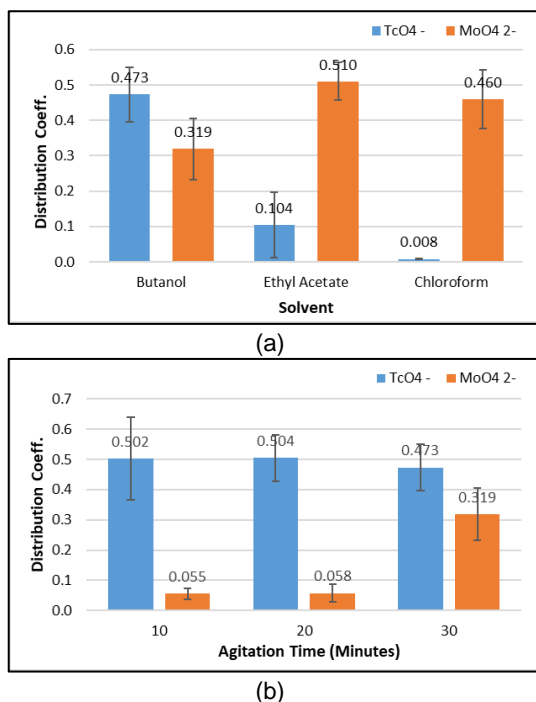 TcO4 - MoO4 2-
0.6
0.5
0.4
0.3
0.2
0.1
0.0
Distribution Coeff.
0.473
0.319
0.104
0.510
0.008
0.460
Butanol Ethyl Acetate Chloroform
Solvent
(a)
TcO4 - MoO4 2-
0.7
0.6
0.5
0.4
0.3
0.2
0.1
0.0
Distribution Coeff.
0.502
0.055
0.504
0.058
0.473
0.319
10 20 30
Agitation Time (Minutes)
(b)